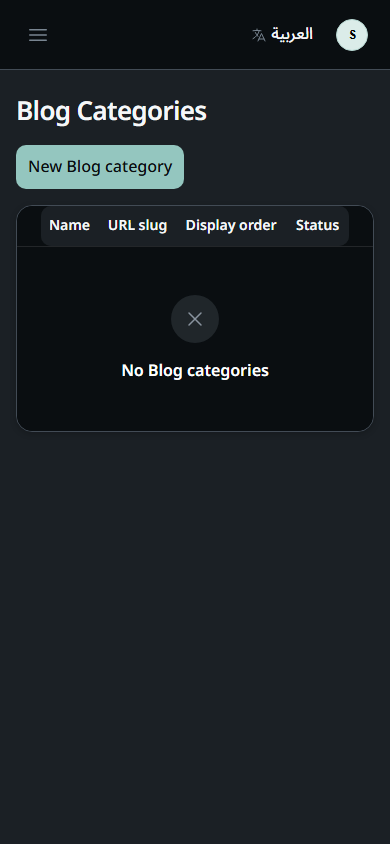 العربية
S
Blog Categories
New Blog category
Name URL slug Display order Status
No Blog categories